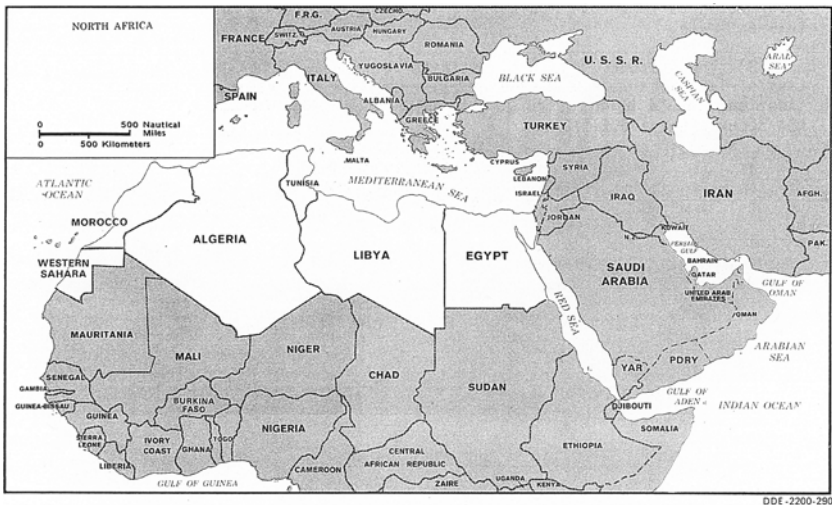 NORTH AFRICA
0 500 Nautical
Miles
0 500 Kilometers
F.R.G.
CZECHO.
FRANCE
SWITZ.
AUSTRIA
HUNGARY
ROMANIA
U. S. S. R.
ARAL
SEA
ITALY
YUGOSLAVIA
BULGARIA
BLACK SEA
CASPIAN
SEA
SPAIN
ALBANIA
GREECE
TURKEY
MALTA
CYPRUS
SYRIA
LEBANON
ISRAEL
IRAQ
IRAN
AFGH.
ATLANTIC
OCEAN
TUNISIA
MEDITERRANEAN SEA
JORDAN
N.Z.
KUWAIT
PERSIAN
GULF
PAK.
MOROCCO
ALGERIA
LIBYA
EGYPT
SAUDI
ARABIA
BAHRAIN
QATAR
GULF
OF
OMAN
UNITED ARAB
EMIRATES
OMAN
WESTERN
SAHARA
RED SEA
ARABIAN
SEA
MAURITANIA
MALI
NIGER
CHAD
SUDAN
YAR
PDRY
SENEGAL
GAMBIA
GUINEA-BISSAU
GUINEA
BURKINA
FASO
DJIBOUTI
GULF OF
ADEN
INDIAN OCEAN
SIERRA
LEONE
LIBERIA
IVORY
COAST
GHANA
TOGO
NIGERIA
ETHIOPIA
SOMALIA
CAMEROON
CENTRAL
AFRICAN REPUBLIC
GULF OF GUINEA
ZAIRE
UGANDA
KENYA
DDE-2200-290